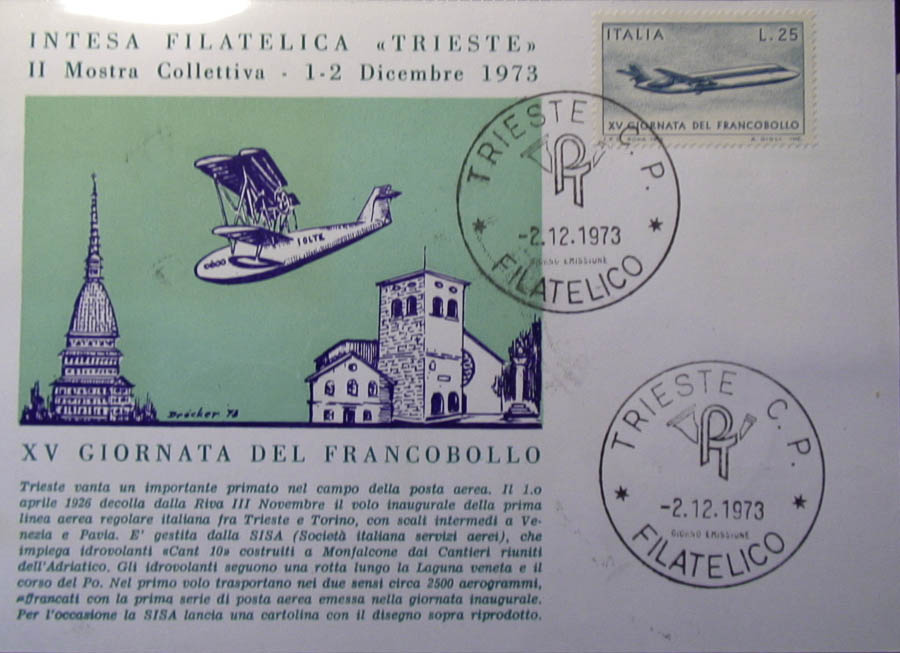 INTESA FILATELICA «TRIESTE»
II Mostra Collettiva - 1-2 Dicembre 1973
ITALIA L.25
XV GIORNATA DEL FRANCOBOLLO
TRIESTE C.P.
PT
-2.12.1973
GIORNO EMISSIONE
FILATELICO
I OLTE
Dröcker '73
XV GIORNATA DEL FRANCOBOLLO
Trieste vanta un importante primato nel campo della posta aerea. Il 1.o
aprile 1926 decolla dalla Riva III Novembre il volo inaugurale della prima
linea aerea regolare italiana fra Trieste e Torino, con scali intermedi a Ve-
nezia e Pavia. E' gestita dalla SISA (Società italiana servizi aerei), che
impiega idrovolanti «Cant 10» costruiti a Monfalcone dai Cantieri riuniti
dell'Adriatico. Gli idrovolanti seguono una rotta lungo la Laguna veneta e il
corso del Po. Nel primo volo trasportano nei due sensi circa 2500 aerogrammi,
affrancati con la prima serie di posta aerea emessa nella giornata inaugurale.
Per l'occasione la SISA lancia una cartolina con il disegno sopra riprodotto.
TRIESTE C.P.
PT
-2.12.1973
GIORNO EMISSIONE
FILATELICO